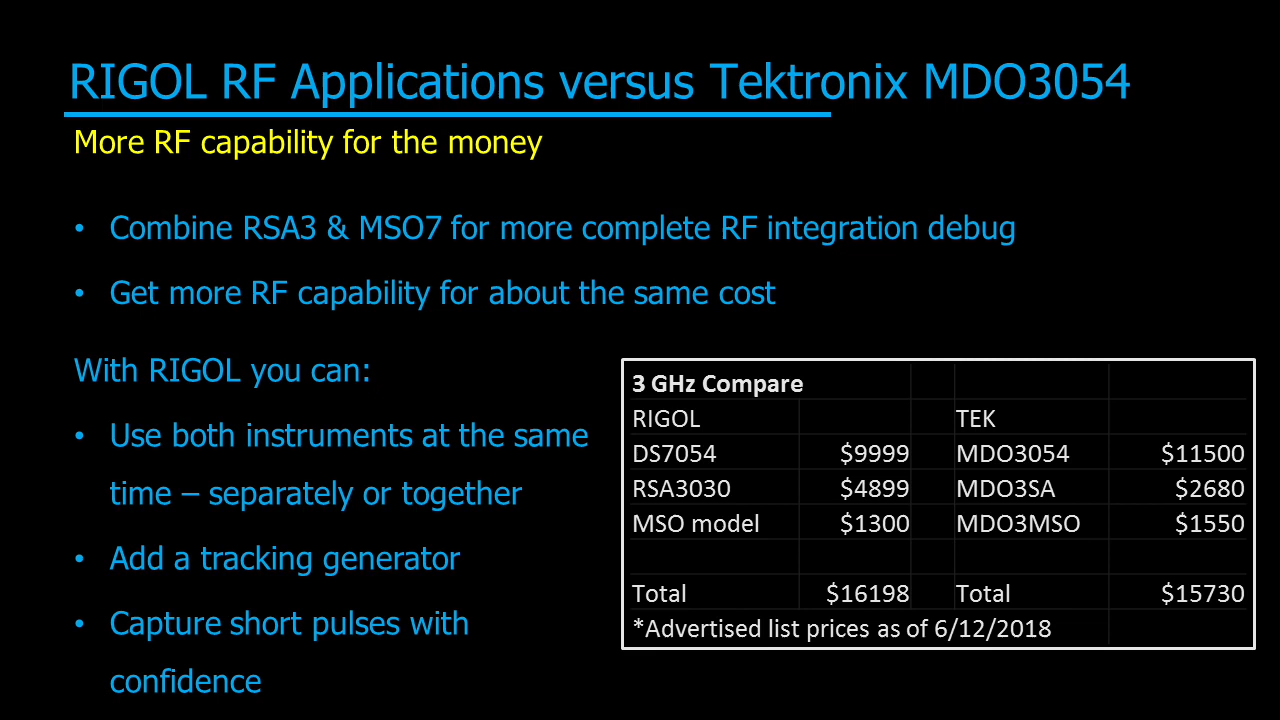 RIGOL RF Applications versus Tektronix MDO3054
More RF capability for the money
• Combine RSA3 & MSO7 for more complete RF integration debug
• Get more RF capability for about the same cost
With RIGOL you can:
• Use both instruments at the same
time – separately or together
• Add a tracking generator
• Capture short pulses with
confidence
3 GHz Compare
RIGOL TEK
DS7054 $9999 MDO3054 $11500
RSA3030 $4899 MDO3SA $2680
MSO model $1300 MDO3MSO $1550
Total $16198 Total $15730
*Advertised list prices as of 6/12/2018